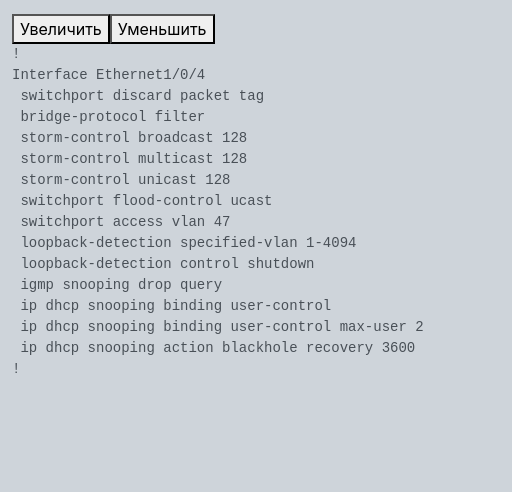 Увеличить Уменьшить
!
Interface Ethernet1/0/4
 switchport discard packet tag
 bridge-protocol filter
 storm-control broadcast 128
 storm-control multicast 128
 storm-control unicast 128
 switchport flood-control ucast
 switchport access vlan 47
 loopback-detection specified-vlan 1-4094
 loopback-detection control shutdown
 igmp snooping drop query
 ip dhcp snooping binding user-control
 ip dhcp snooping binding user-control max-user 2
 ip dhcp snooping action blackhole recovery 3600
!